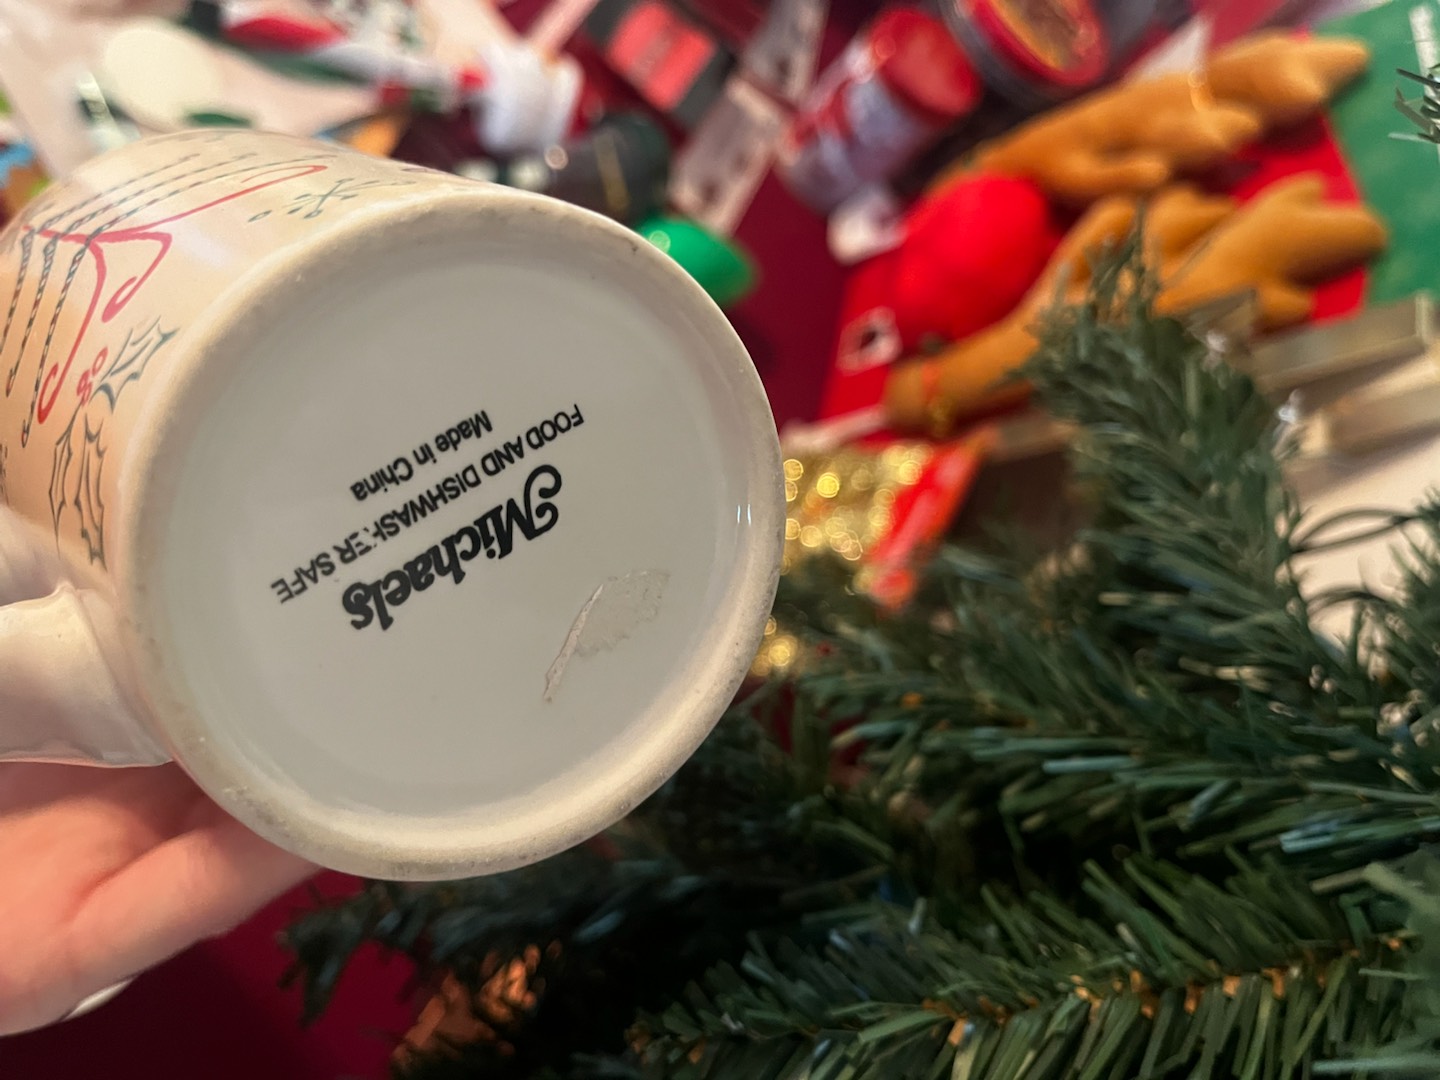 Michaels
FOOD AND DISHWASHER SAFE
Made in China